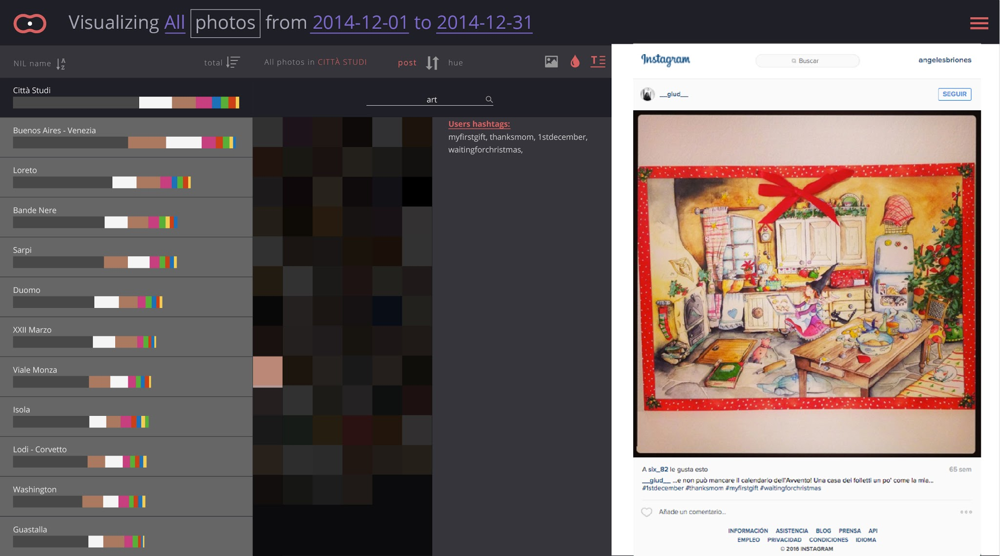 Visualizing All photos from 2014-12-01 to 2014-12-31
NIL name
total
All photos in CITTÀ STUDI
post
hue
art
Città Studi
Buenos Aires - Venezia
Loreto
Bande Nere
Sarpi
Duomo
XXII Marzo
Viale Monza
Isola
Lodi - Corvetto
Washington
Guastalla
Users hashtags:
myfirstgift, thanksmom, 1stdecember,
waitingforchristmas,
Instagram
Buscar
angelesbriones
__giud__
SEGUIR
A six_82 le gusta esto
65 sem
__giud__ ...e non può mancare il calendario dell'Avvento! Una casa dei folletti un po' come la mia...
#1stdecember #thanksmom #myfirstgift #waitingforchristmas
Añade un comentario...
INFORMACIÓN ASISTENCIA BLOG PRENSA API
EMPLEO PRIVACIDAD CONDICIONES IDIOMA
© 2016 INSTAGRAM